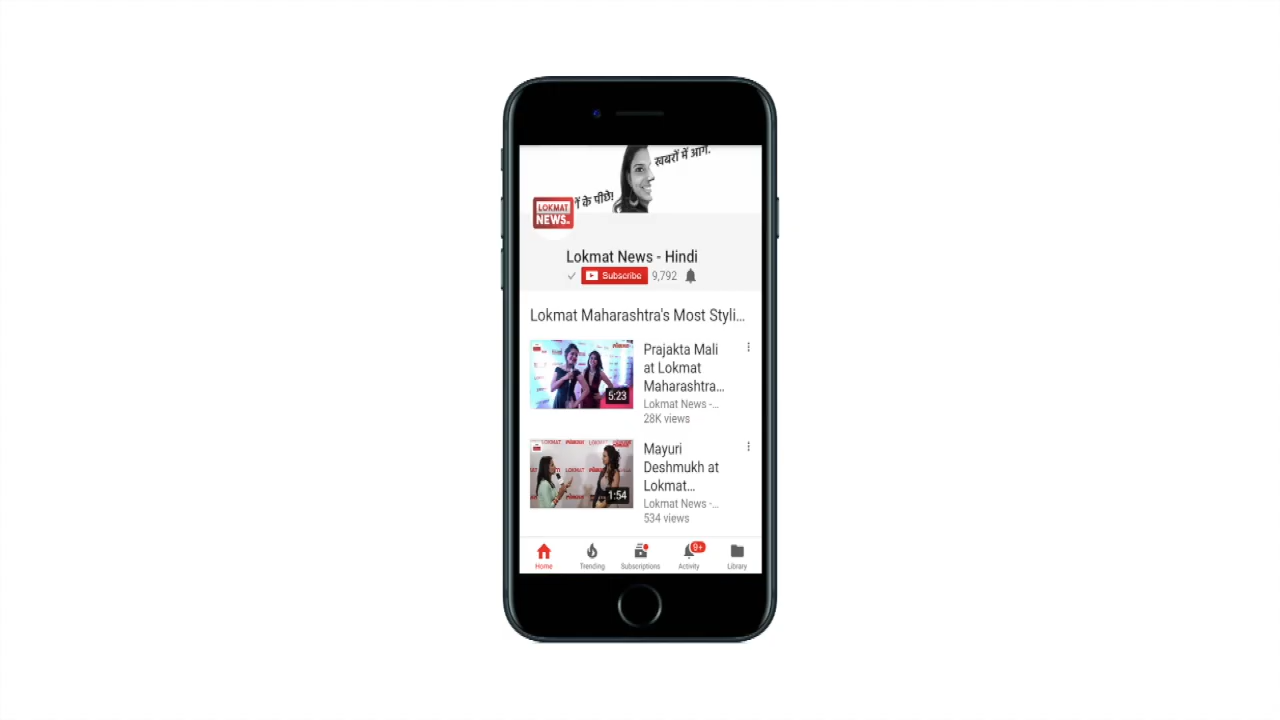 खबरों में आगे.
के पीछे!
LOKMAT
NEWS
Lokmat News - Hindi
Subscribe 9,792
Lokmat Maharashtra's Most Styli...
Prajakta Mali
at Lokmat
Maharashtra...
5:23
Lokmat News -...
28K views
Mayuri
Deshmukh at
Lokmat...
LOKMAT
1:54
Lokmat News -...
534 views
9+
Home Trending Subscriptions Activity Library